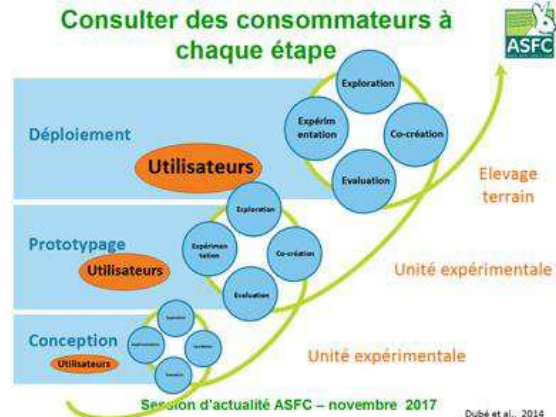 Consulter des consommateurs à
chaque étape
ASFC
Déploiement
Utilisateurs
Exploration
Expérim
entation
Co-création
Evaluation
Elevage
terrain
Prototypage
Utilisateurs
Exploration
Expérimen
tation
Co-création
Evaluation
Unité expérimentale
Conception
Utilisateurs
Unité expérimentale
Session d'actualité ASFC – novembre 2017
Dubé et al., 2014